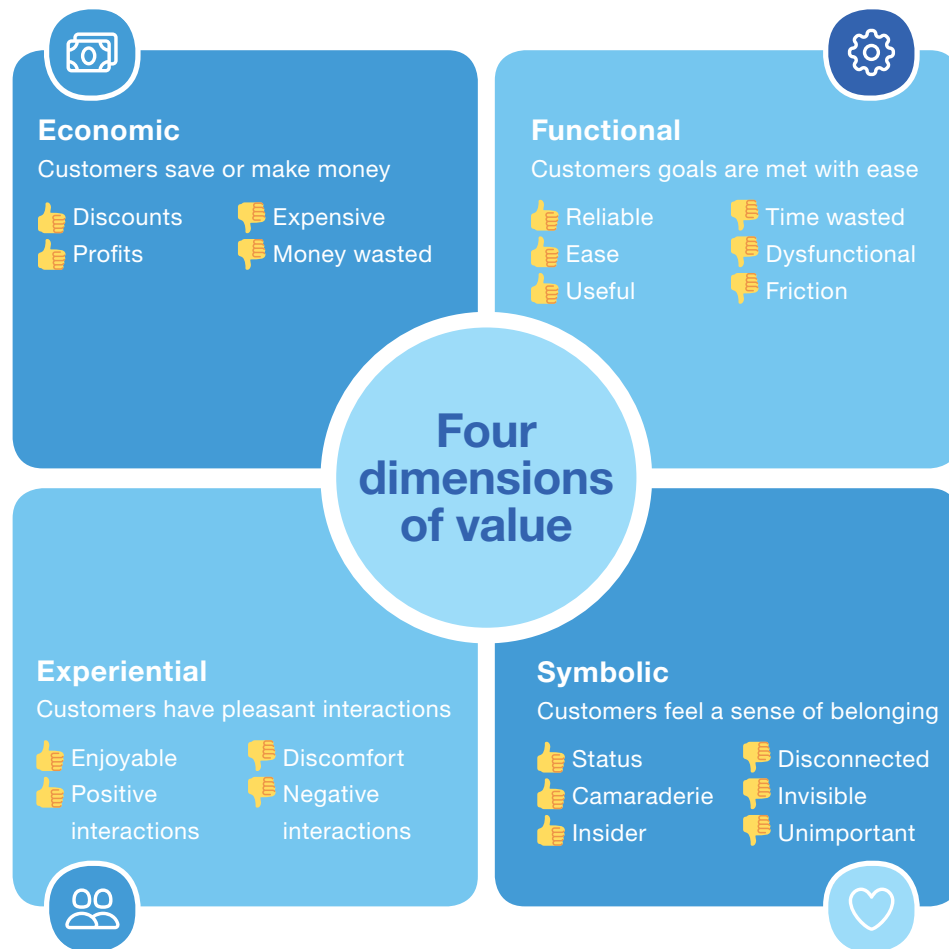 Economic
Customers save or make money
Discounts
Profits
Expensive
Money wasted
Functional
Customers goals are met with ease
Reliable
Ease
Useful
Time wasted
Dysfunctional
Friction
Four
dimensions
of value
Experiential
Customers have pleasant interactions
Enjoyable
Positive
interactions
Discomfort
Negative
interactions
Symbolic
Customers feel a sense of belonging
Status
Camaraderie
Insider
Disconnected
Invisible
Unimportant